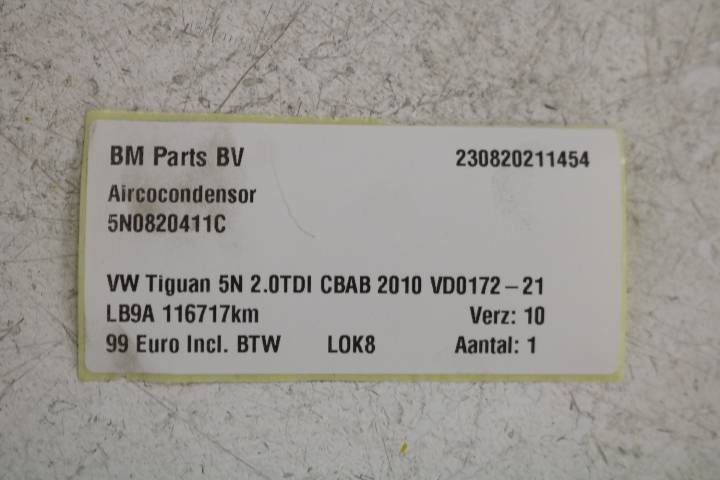 BM Parts BV 230820211454
Aircocondensor
5N0820411C
VW Tiguan 5N 2.0TDI CBAB 2010 VD0172-21
LB9A 116717km Verz: 10
99 Euro Incl. BTW LOK8 Aantal: 1